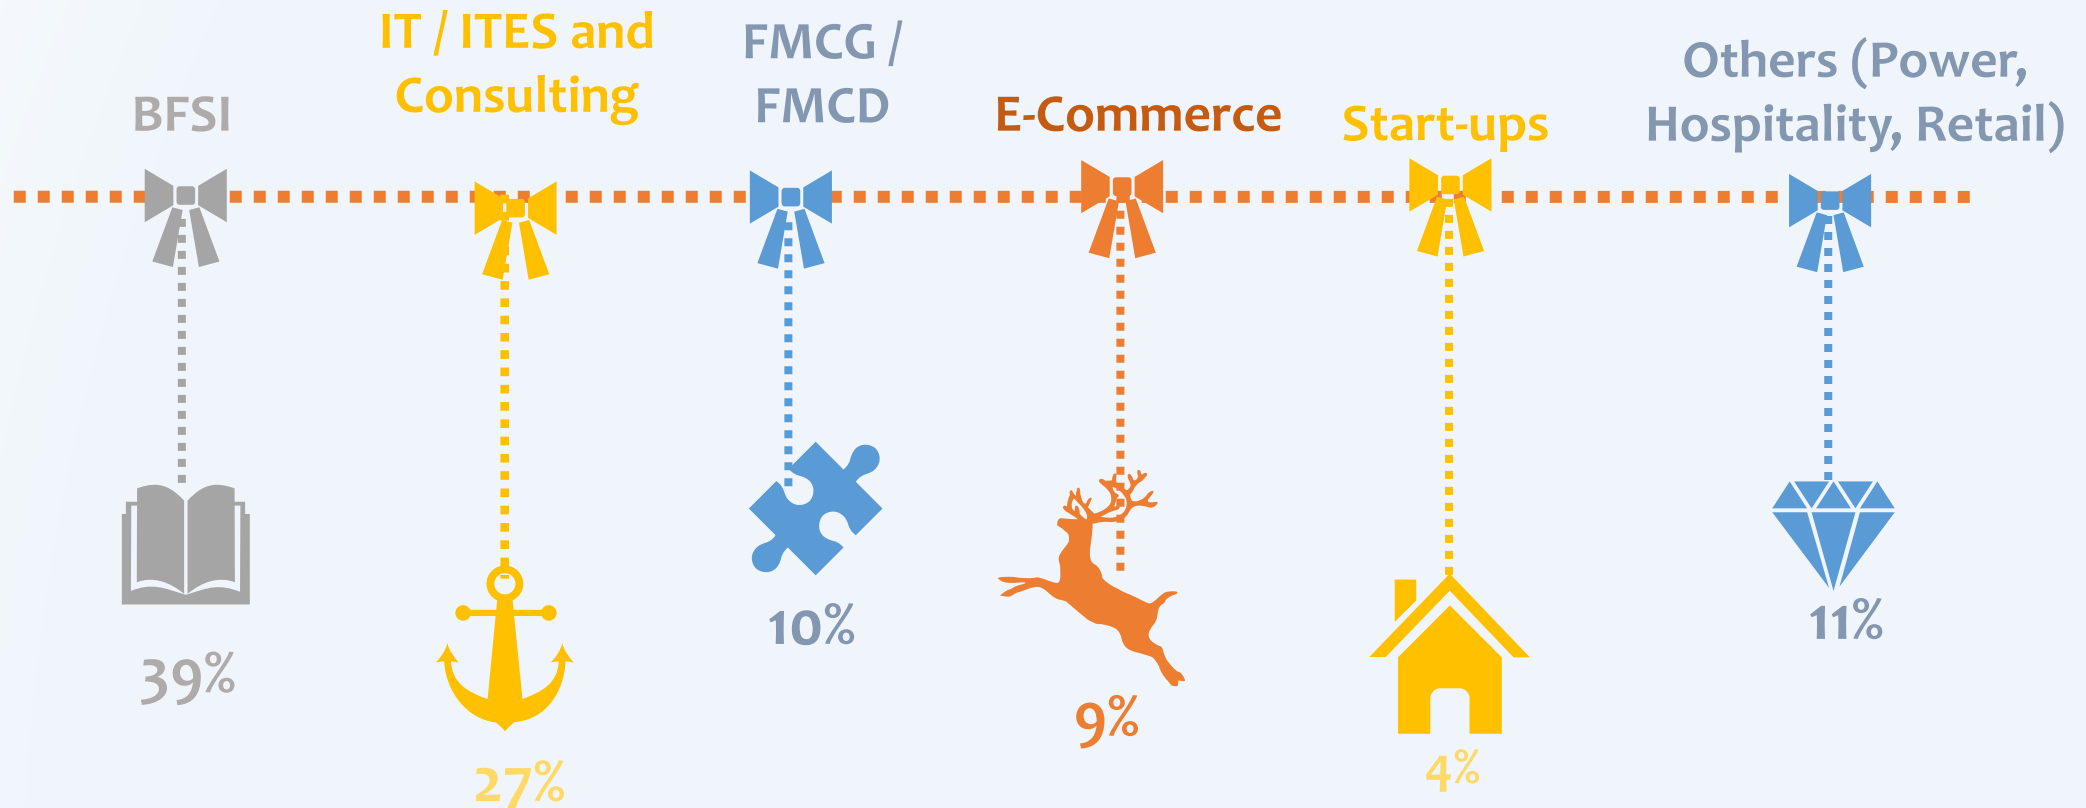 BFSI
IT / ITES and
Consulting
FMCG /
FMCD
E-Commerce
Start-ups
Others (Power,
Hospitality, Retail)
39%
27%
10%
9%
4%
11%